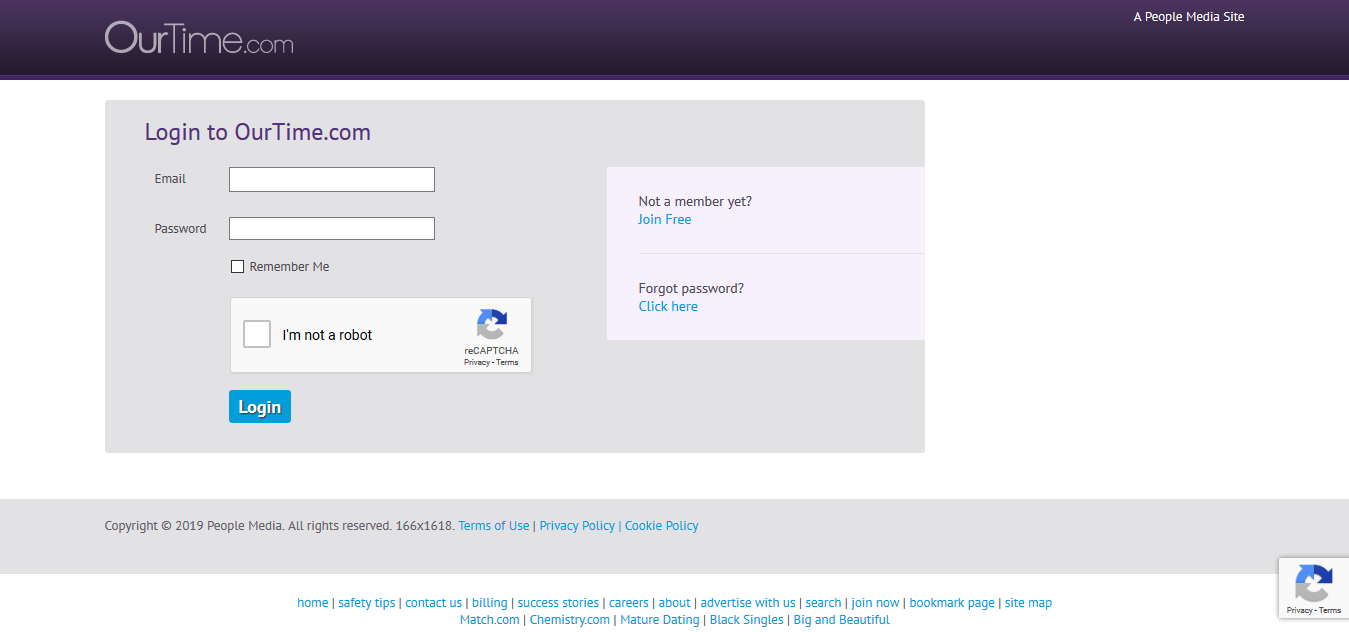 OurTime.com
A People Media Site
Login to OurTime.com
Email
Password
Remember Me
I'm not a robot
reCAPTCHA
Privacy - Terms
Login
Not a member yet?
Join Free
Forgot password?
Click here
Copyright © 2019 People Media. All rights reserved. 166x1618. Terms of Use | Privacy Policy | Cookie Policy
Privacy - Terms
home | safety tips | contact us | billing | success stories | careers | about | advertise with us | search | join now | bookmark page | site map
Match.com | Chemistry.com | Mature Dating | Black Singles | Big and Beautiful